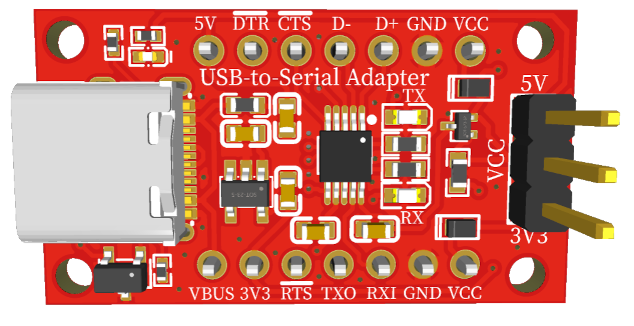 5V DTR CTS D- D+ GND VCC
USB-to-Serial Adapter
TX
5V
VCC
RX
3V3
VBUS 3V3 RTS TXO RXI GND VCC